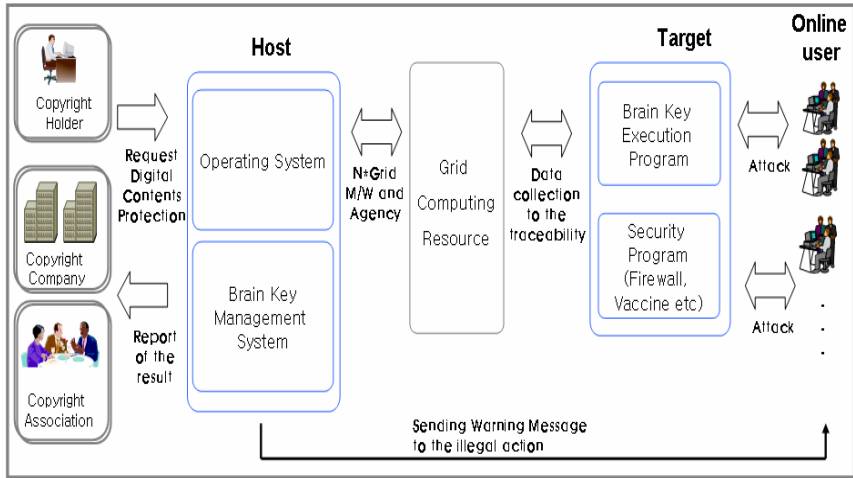 Host
Target
Online
user
Copyright
Holder
Copyright
Company
Copyright
Association
Request
Digital
Contents
Protection
Report
of the
result
Operating System
Brain Key
Management
System
N*Grid
M/W and
Agency
Grid
Computing
Resource
Data
collection
to the
traceability
Brain Key
Execution
Program
Security
Program
(Firewall,
Vaccine etc)
Attack
Attack
.
.
.
Sending Warning Message
to the illegal action